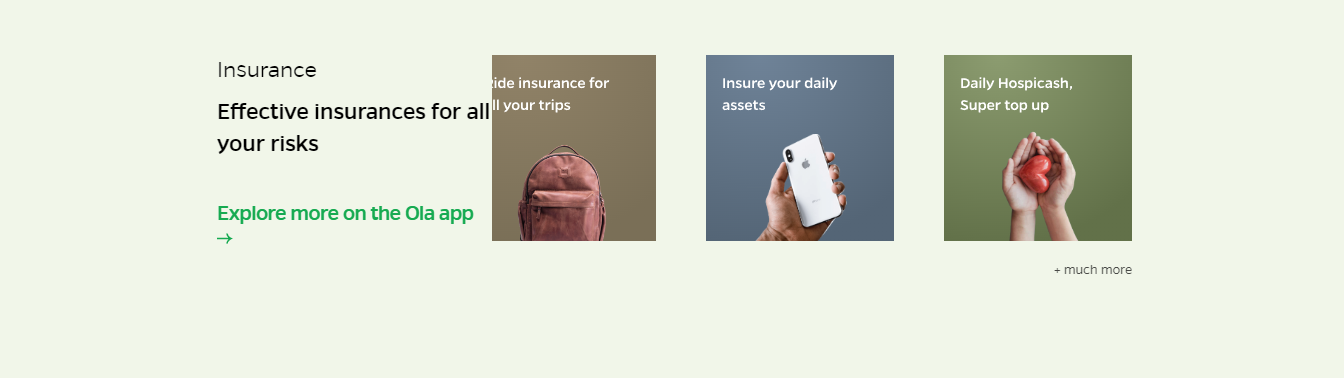 Insurance
Effective insurances for all
your risks
Explore more on the Ola app
→
ide insurance for
ll your trips
Insure your daily
assets
Daily Hospicash,
Super top up
+ much more